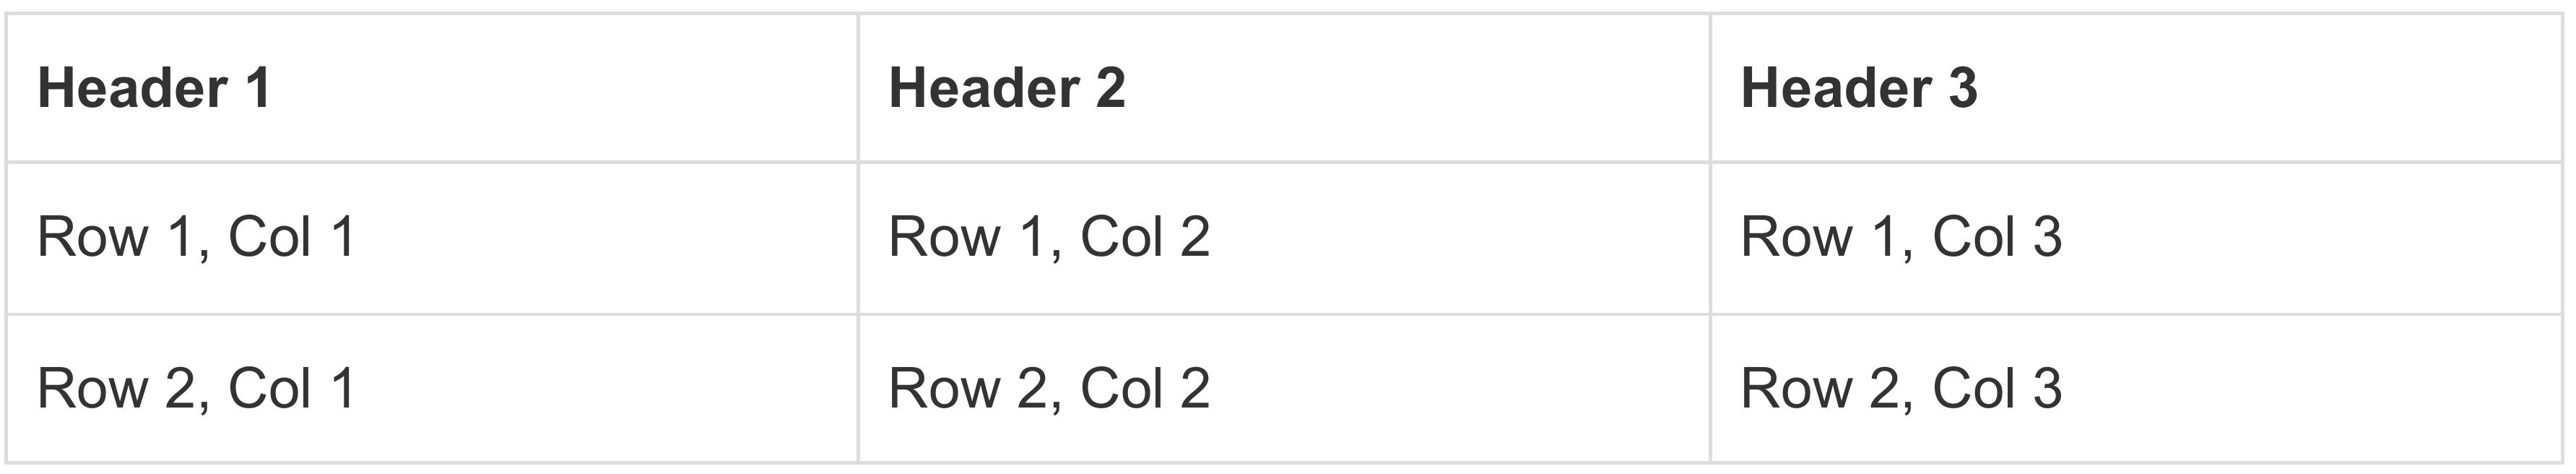 Header 1 Header 2 Header 3
Row 1, Col 1 Row 1, Col 2 Row 1, Col 3
Row 2, Col 1 Row 2, Col 2 Row 2, Col 3